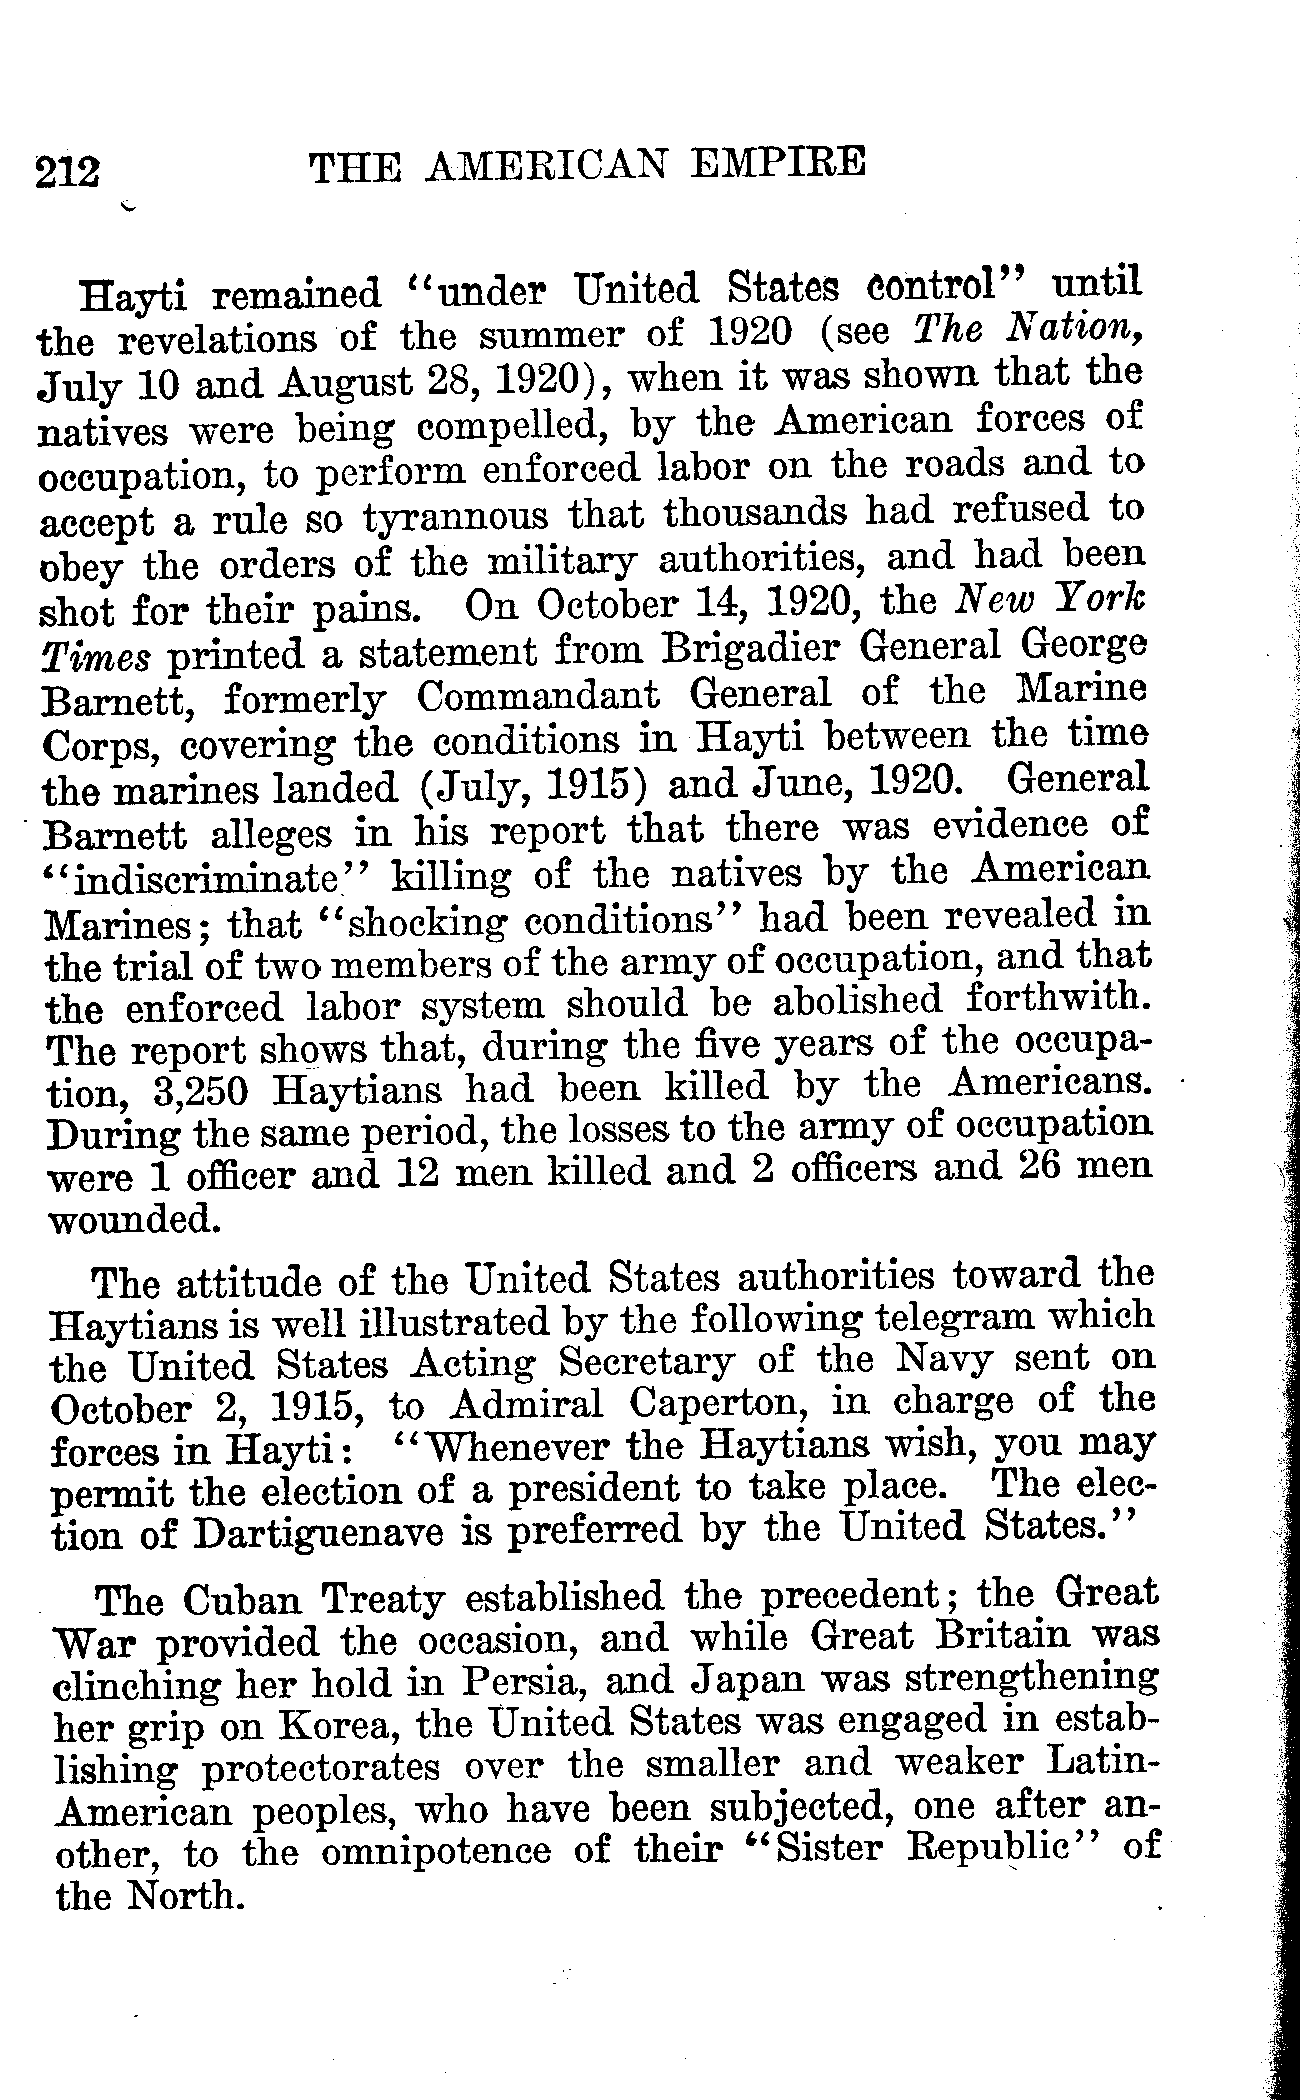 212 THE AMERICAN EMPIRE
Hayti remained "under United States control" until
the revelations of the summer of 1920 (see The Nation,
July 10 and August 28, 1920), when it was shown that the
natives were being compelled, by the American forces of
occupation, to perform enforced labor on the roads and to
accept a rule so tyrannous that thousands had refused to
obey the orders of the military authorities, and had been
shot for their pains. On October 14, 1920, the New York
Times printed a statement from Brigadier General George
Barnett, formerly Commandant General of the Marine
Corps, covering the conditions in Hayti between the time
the marines landed (July, 1915) and June, 1920. General
Barnett alleges in his report that there was evidence of
"indiscriminate" killing of the natives by the American
Marines; that "shocking conditions" had been revealed in
the trial of two members of the army of occupation, and that
the enforced labor system should be abolished forthwith.
The report shows that, during the five years of the occupa-
tion, 3,250 Haytians had been killed by the Americans.
During the same period, the losses to the army of occupation
were 1 officer and 12 men killed and 2 officers and 26 men
wounded.
The attitude of the United States authorities toward the
Haytians is well illustrated by the following telegram which
the United States Acting Secretary of the Navy sent on
October 2, 1915, to Admiral Caperton, in charge of the
forces in Hayti: "Whenever the Haytians wish, you may
permit the election of a president to take place. The elec-
tion of Dartiguenave is preferred by the United States."
The Cuban Treaty established the precedent; the Great
War provided the occasion, and while Great Britain was
clinching her hold in Persia, and Japan was strengthening
her grip on Korea, the United States was engaged in estab-
lishing protectorates over the smaller and weaker Latin-
American peoples, who have been subjected, one after an-
other, to the omnipotence of their "Sister Republic" of
the North.